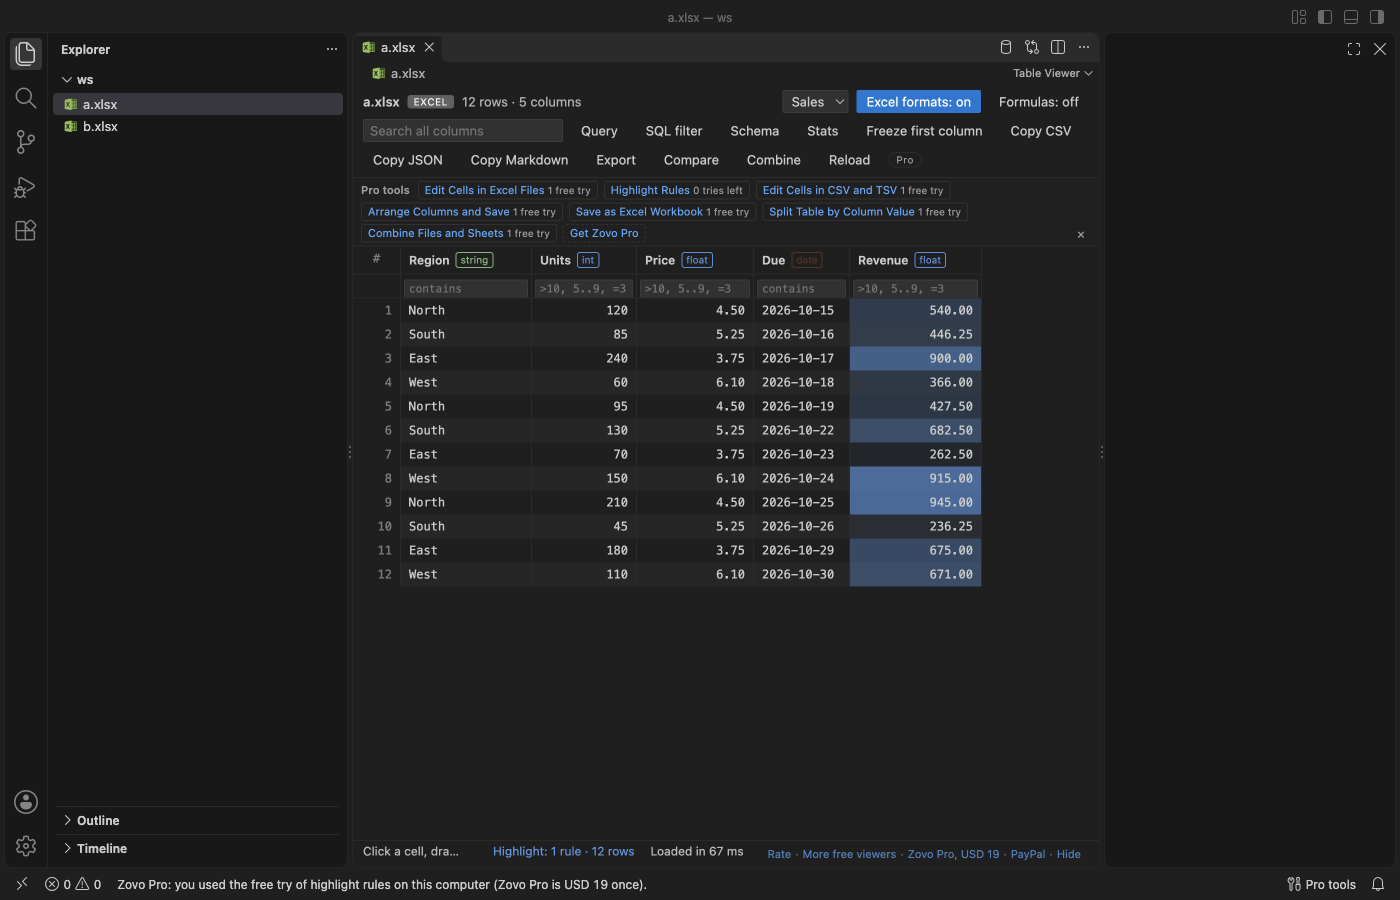 a.xlsx — ws
Explorer
ws
a.xlsx
b.xlsx
Outline
Timeline
a.xlsx
a.xlsx
Table Viewer
a.xlsx EXCEL 12 rows · 5 columns Sales Excel formats: on Formulas: off
Search all columns Query SQL filter Schema Stats Freeze first column Copy CSV
Copy JSON Copy Markdown Export Compare Combine Reload Pro
Pro tools Edit Cells in Excel Files 1 free try Highlight Rules 0 tries left Edit Cells in CSV and TSV 1 free try
Arrange Columns and Save 1 free try Save as Excel Workbook 1 free try Split Table by Column Value 1 free try
Combine Files and Sheets 1 free try Get Zovo Pro ×
# Region string Units int Price float Due date Revenue float
contains >10, 5..9, =3 >10, 5..9, =3 contains >10, 5..9, =3
1 North 120 4.50 2026-10-15 540.00
2 South 85 5.25 2026-10-16 446.25
3 East 240 3.75 2026-10-17 900.00
4 West 60 6.10 2026-10-18 366.00
5 North 95 4.50 2026-10-19 427.50
6 South 130 5.25 2026-10-22 682.50
7 East 70 3.75 2026-10-23 262.50
8 West 150 6.10 2026-10-24 915.00
9 North 210 4.50 2026-10-25 945.00
10 South 45 5.25 2026-10-26 236.25
11 East 180 3.75 2026-10-29 675.00
12 West 110 6.10 2026-10-30 671.00
Click a cell, dra... Highlight: 1 rule · 12 rows Loaded in 67 ms Rate · More free viewers · Zovo Pro, USD 19 · PayPal · Hide
0 0 Zovo Pro: you used the free try of highlight rules on this computer (Zovo Pro is USD 19 once). Pro tools